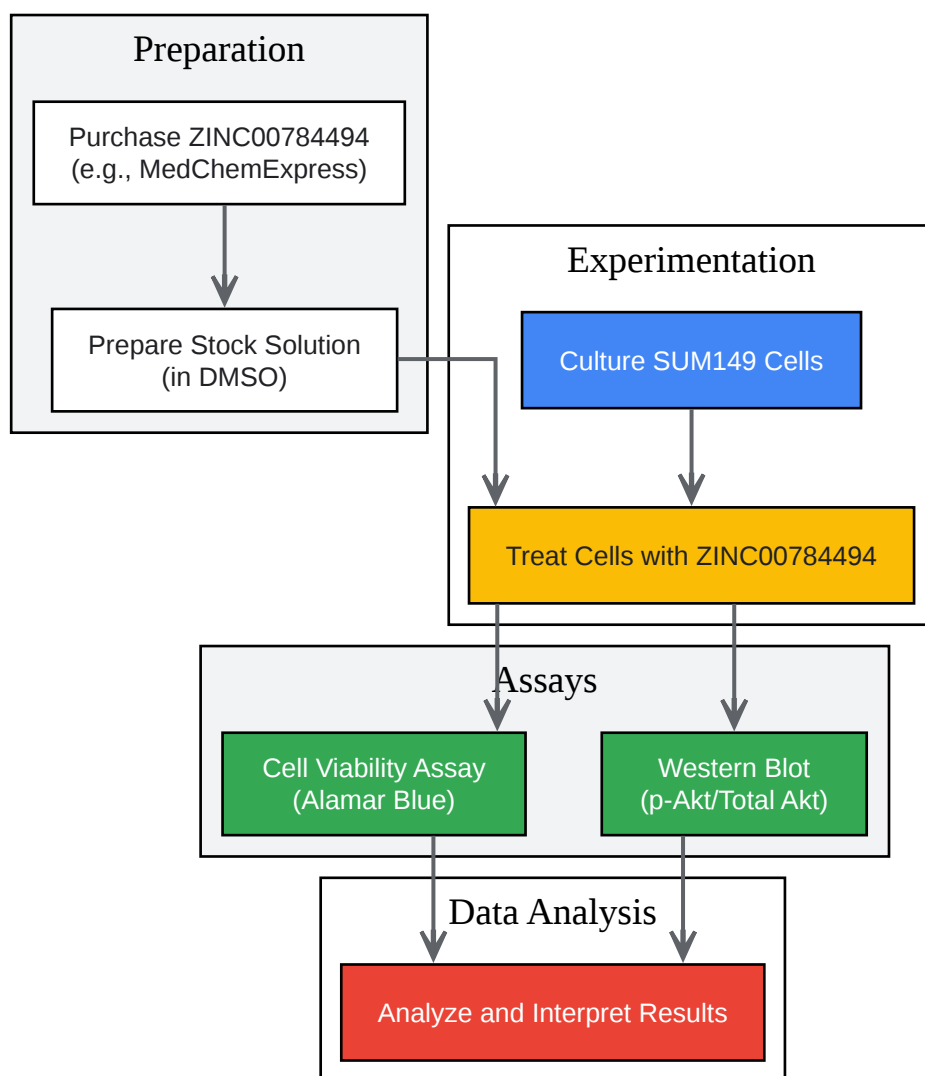 Preparation
Purchase ZINC00784494
(e.g., MedChemExpress)
Prepare Stock Solution
(in DMSO)
Experimentation
Culture SUM149 Cells
Treat Cells with ZINC00784494
Assays
Cell Viability Assay
(Alamar Blue)
Western Blot
(p-Akt/Total Akt)
Data Analysis
Analyze and Interpret Results